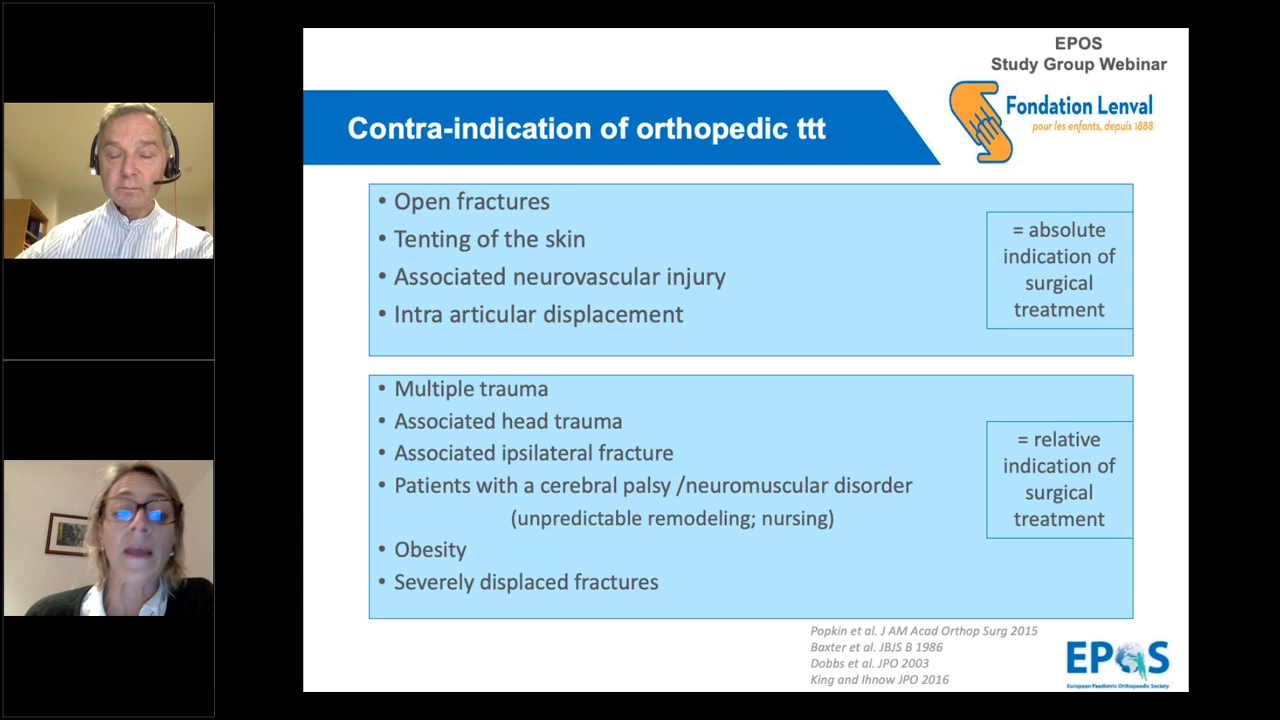 EPOS
Study Group Webinar
Fondation Lenval
pour les enfants, depuis 1888
Contra-indication of orthopedic ttt
• Open fractures
• Tenting of the skin
• Associated neurovascular injury
• Intra articular displacement
= absolute
indication of
surgical
treatment
• Multiple trauma
• Associated head trauma
• Associated ipsilateral fracture
• Patients with a cerebral palsy /neuromuscular disorder
(unpredictable remodeling; nursing)
• Obesity
• Severely displaced fractures
= relative
indication of
surgical
treatment
Popkin et al. J AM Acad Orthop Surg 2015
Baxter et al. JBJS B 1986
Dobbs et al. JPO 2003
King and Ihnow JPO 2016
EPOS
European Paediatric Orthopaedic Society